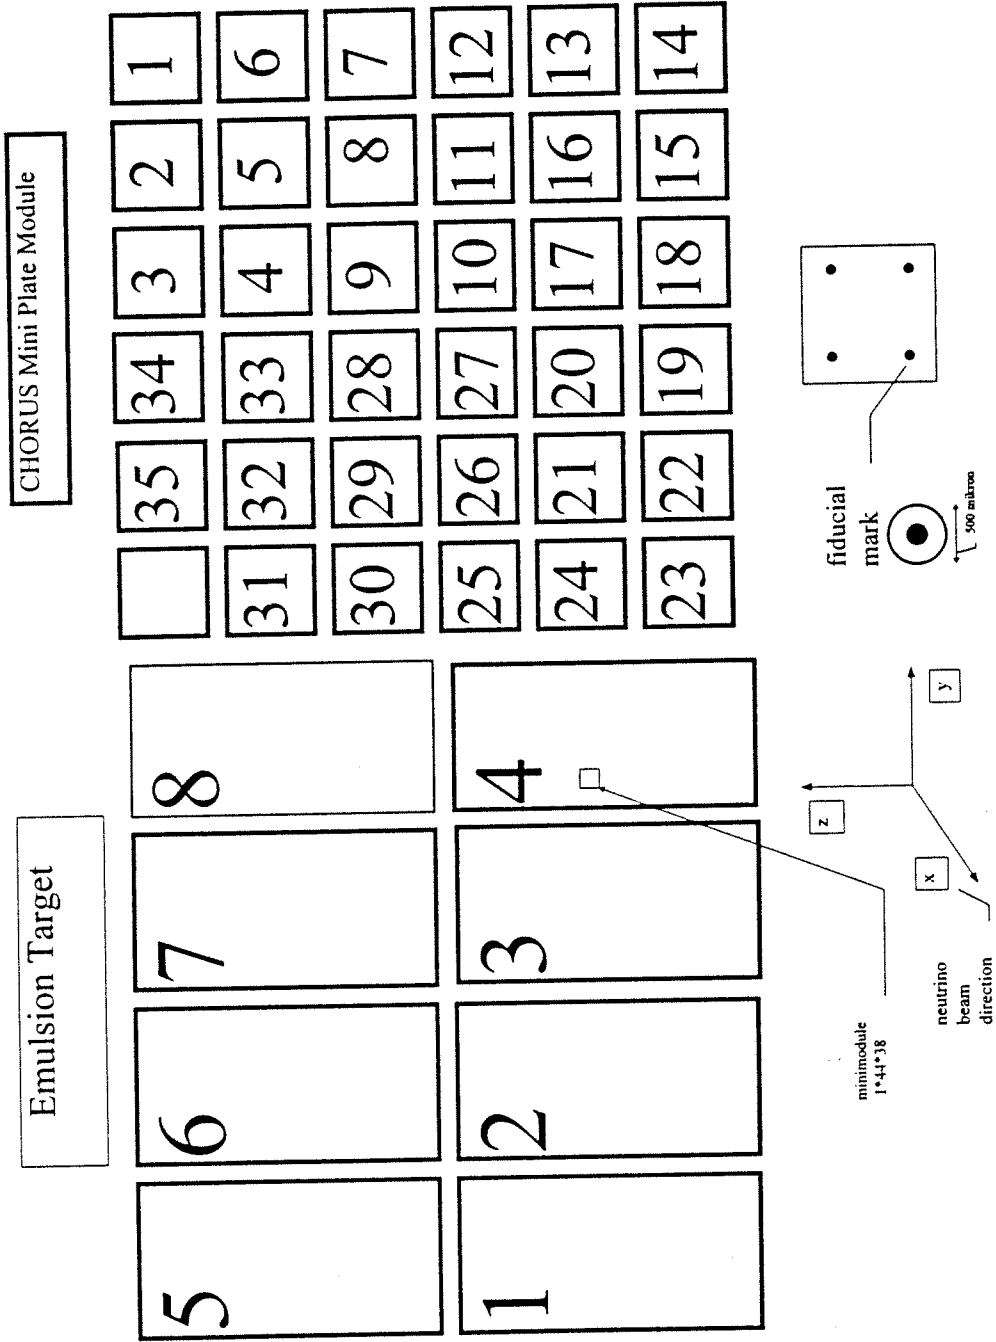 Emulsion Target
5 6 7 8
1 2 3 4
CHORUS Mini Plate Module
35 34 3 2 1
31 32 33 4 5 6
30 29 28 9 8 7
25 26 27 10 11 12
24 21 20 17 16 13
23 22 19 18 15 14
minimodule
1*44*38
neutrino
beam
direction
z
x
y
fiducial
mark
500 mikron